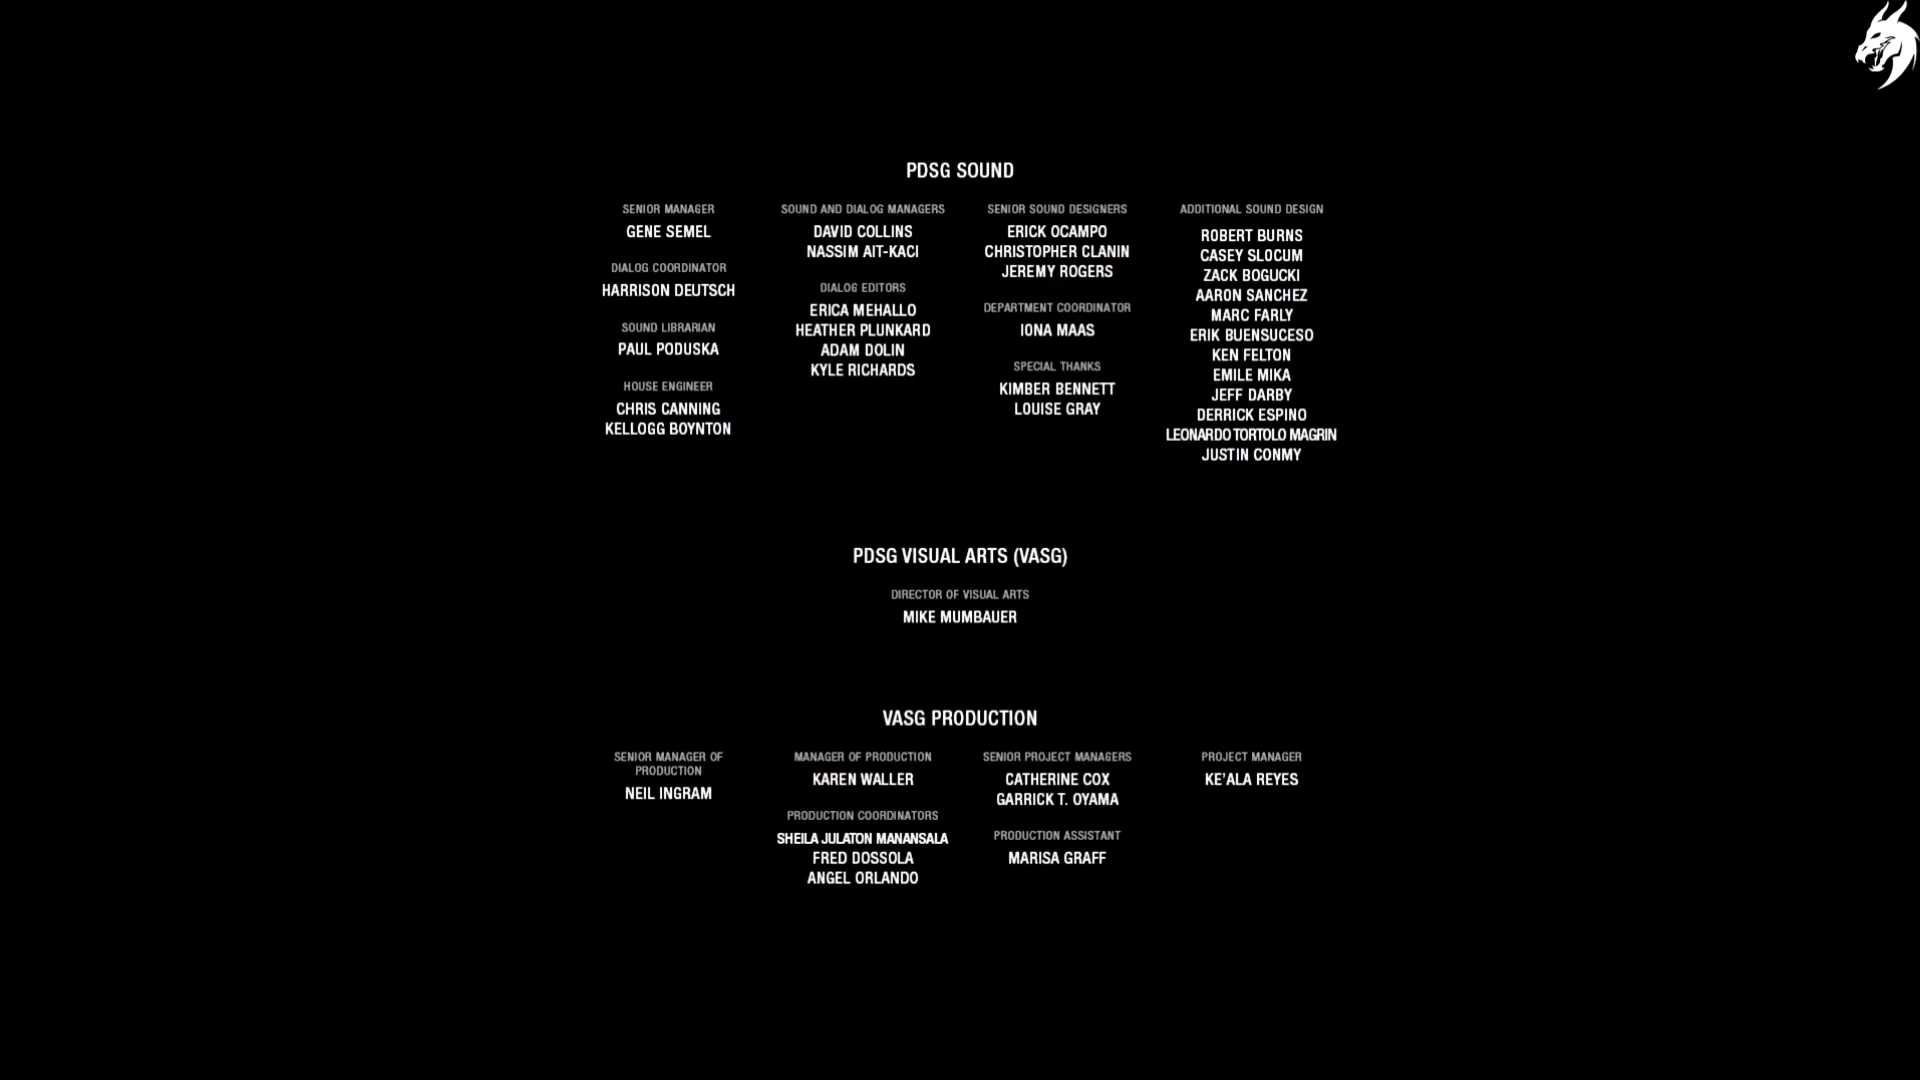 PDSG SOUND
SENIOR MANAGER
GENE SEMEL
DIALOG COORDINATOR
HARRISON DEUTSCH
SOUND LIBRARIAN
PAUL PODUSKA
HOUSE ENGINEER
CHRIS CANNING
KELLOGG BOYNTON
SOUND AND DIALOG MANAGERS
DAVID COLLINS
NASSIM AIT-KACI
DIALOG EDITORS
ERICA MEHALLO
HEATHER PLUNKARD
ADAM DOLIN
KYLE RICHARDS
SENIOR SOUND DESIGNERS
ERICK OCAMPO
CHRISTOPHER CLANIN
JEREMY ROGERS
DEPARTMENT COORDINATOR
IONA MAAS
SPECIAL THANKS
KIMBER BENNETT
LOUISE GRAY
ADDITIONAL SOUND DESIGN
ROBERT BURNS
CASEY SLOCUM
ZACK BOGUCKI
AARON SANCHEZ
MARC FARLY
ERIK BUENSUCESO
KEN FELTON
EMILE MIKA
JEFF DARBY
DERRICK ESPINO
LEONARDO TORTOLO MAGRIN
JUSTIN CONMY
PDSG VISUAL ARTS (VASG)
DIRECTOR OF VISUAL ARTS
MIKE MUMBAUER
VASG PRODUCTION
SENIOR MANAGER OF
PRODUCTION
NEIL INGRAM
MANAGER OF PRODUCTION
KAREN WALLER
PRODUCTION COORDINATORS
SHEILA JULATON MANANSALA
FRED DOSSOLA
ANGEL ORLANDO
SENIOR PROJECT MANAGERS
CATHERINE COX
GARRICK T. OYAMA
PRODUCTION ASSISTANT
MARISA GRAFF
PROJECT MANAGER
KE’ALA REYES